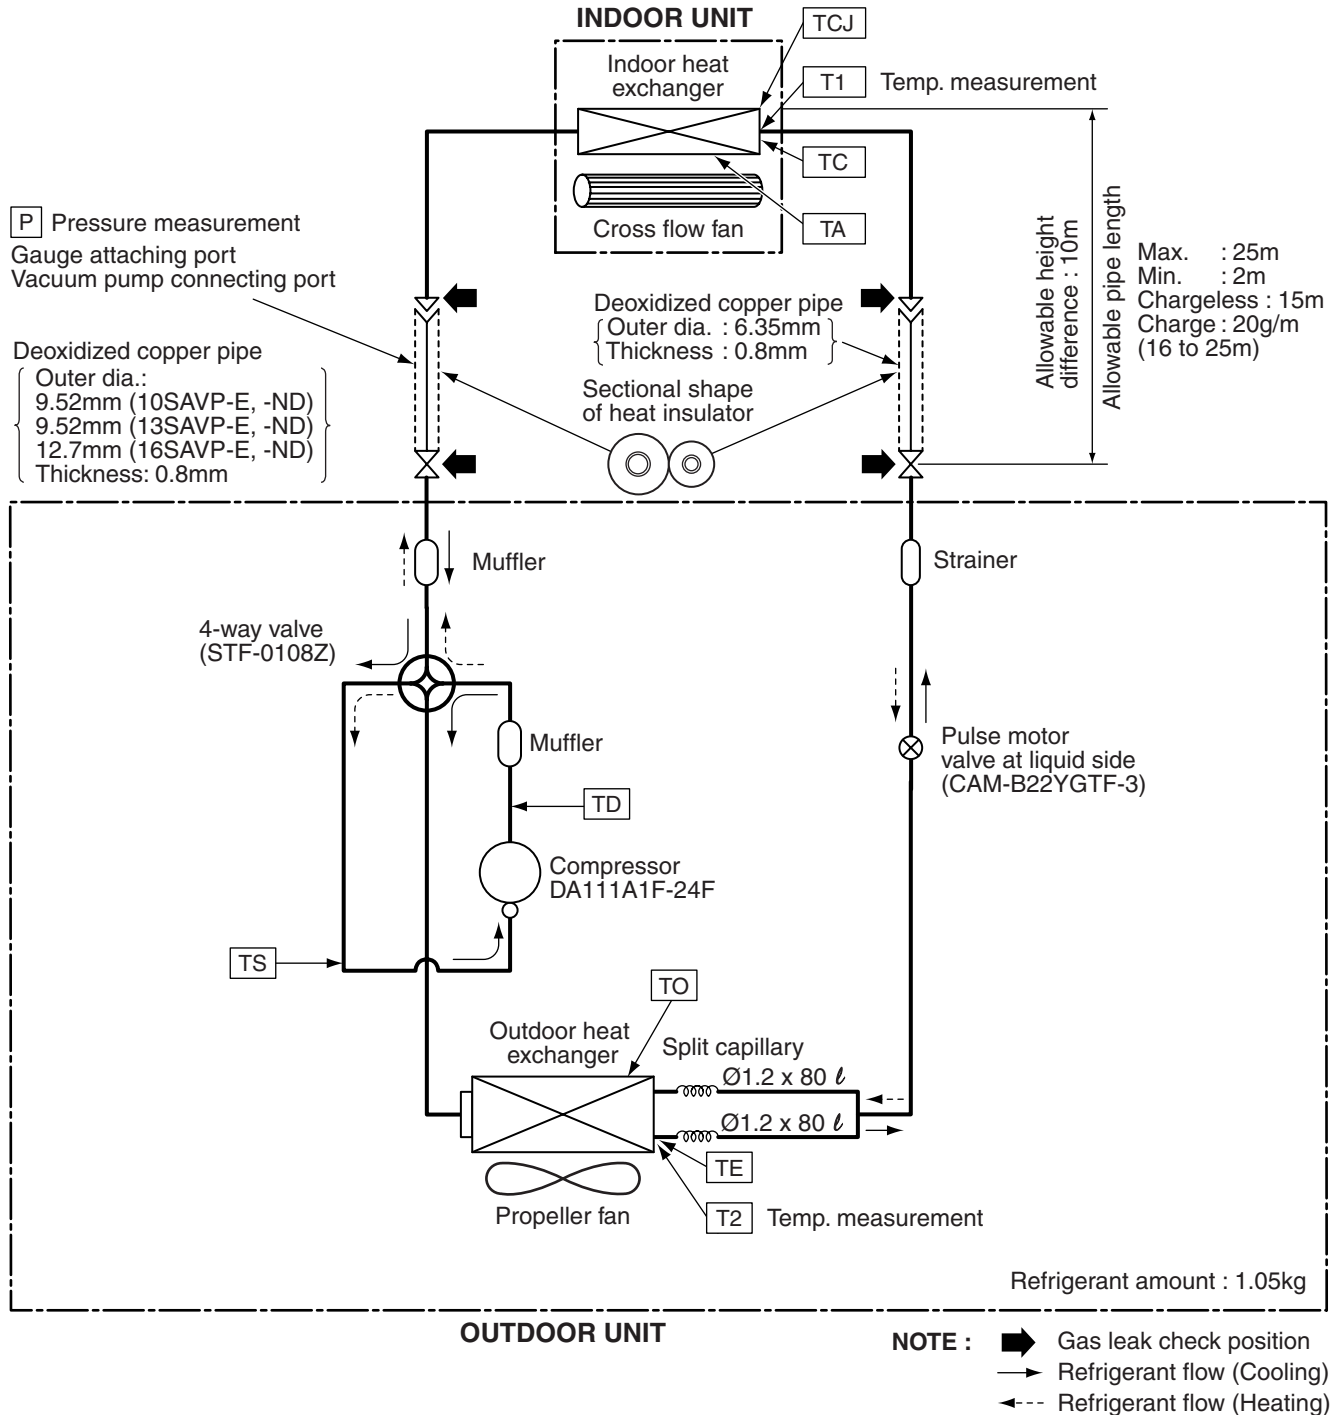 INDOOR UNIT
TCJ
Indoor heat
exchanger
T1 Temp. measurement
TC
TA
Cross flow fan
P Pressure measurement
Gauge attaching port
Vacuum pump connecting port
Allowable height
difference : 10m
Allowable pipe length
Max. : 25m
Min. : 2m
Chargeless : 15m
Charge : 20g/m
(16 to 25m)
Deoxidized copper pipe
Outer dia. : 6.35mm
Thickness : 0.8mm
Deoxidized copper pipe
Outer dia.:
9.52mm (10SAVP-E, -ND)
9.52mm (13SAVP-E, -ND)
12.7mm (16SAVP-E, -ND)
Thickness: 0.8mm
Sectional shape
of heat insulator
Muffler
Strainer
4-way valve
(STF-0108Z)
Muffler
Pulse motor
valve at liquid side
(CAM-B22YGTF-3)
TD
Compressor
DA111A1F-24F
TS
TO
Outdoor heat
exchanger
Split capillary
Ø1.2 x 80 ℓ
Ø1.2 x 80 ℓ
TE
T2 Temp. measurement
Propeller fan
Refrigerant amount : 1.05kg
OUTDOOR UNIT
NOTE : Gas leak check position
Refrigerant flow (Cooling)
Refrigerant flow (Heating)